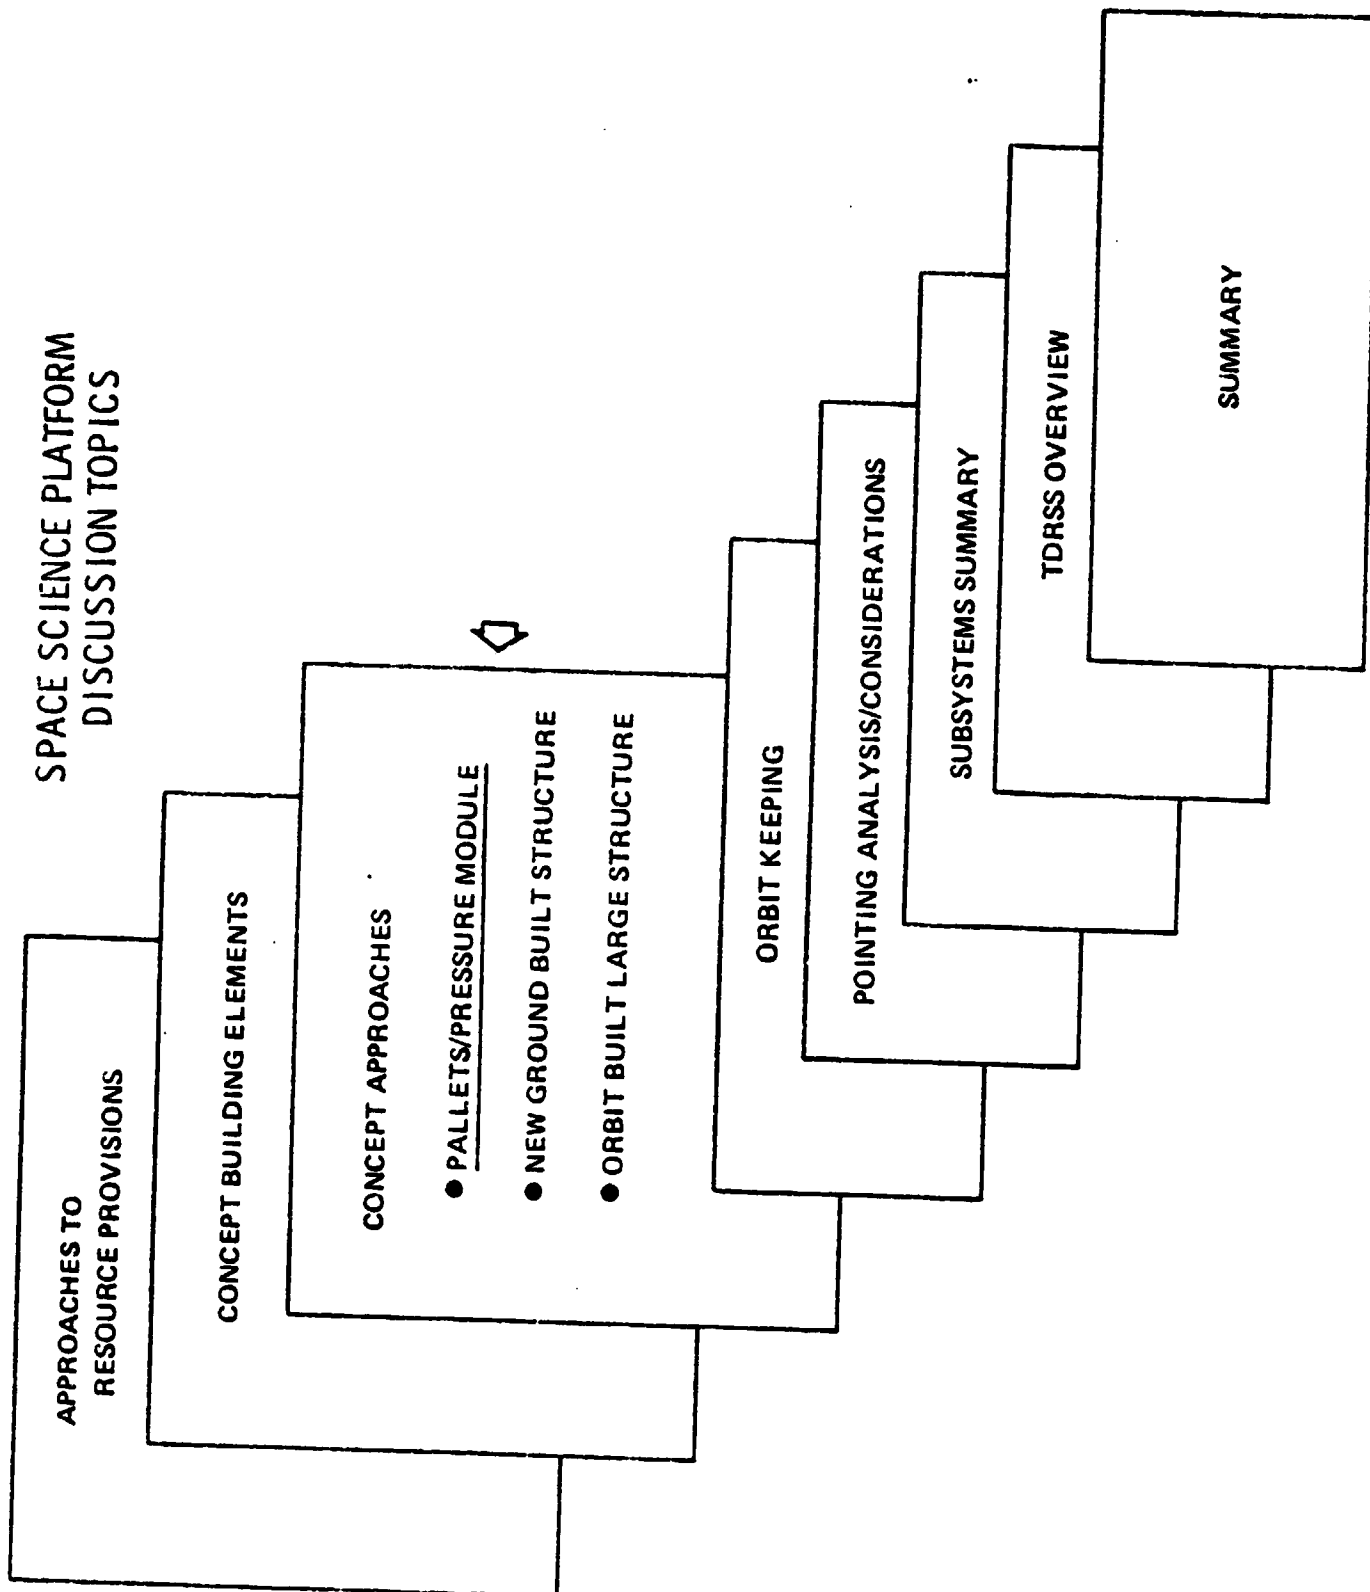 SPACE SCIENCE PLATFORM
DISCUSSION TOPICS
APPROACHES TO
RESOURCE PROVISIONS
CONCEPT BUILDING ELEMENTS
CONCEPT APPROACHES
● PALLETS/PRESSURE MODULE
● NEW GROUND BUILT STRUCTURE
● ORBIT BUILT LARGE STRUCTURE
ORBIT KEEPING
POINTING ANALYSIS/CONSIDERATIONS
SUBSYSTEMS SUMMARY
TDRSS OVERVIEW
SUMMARY